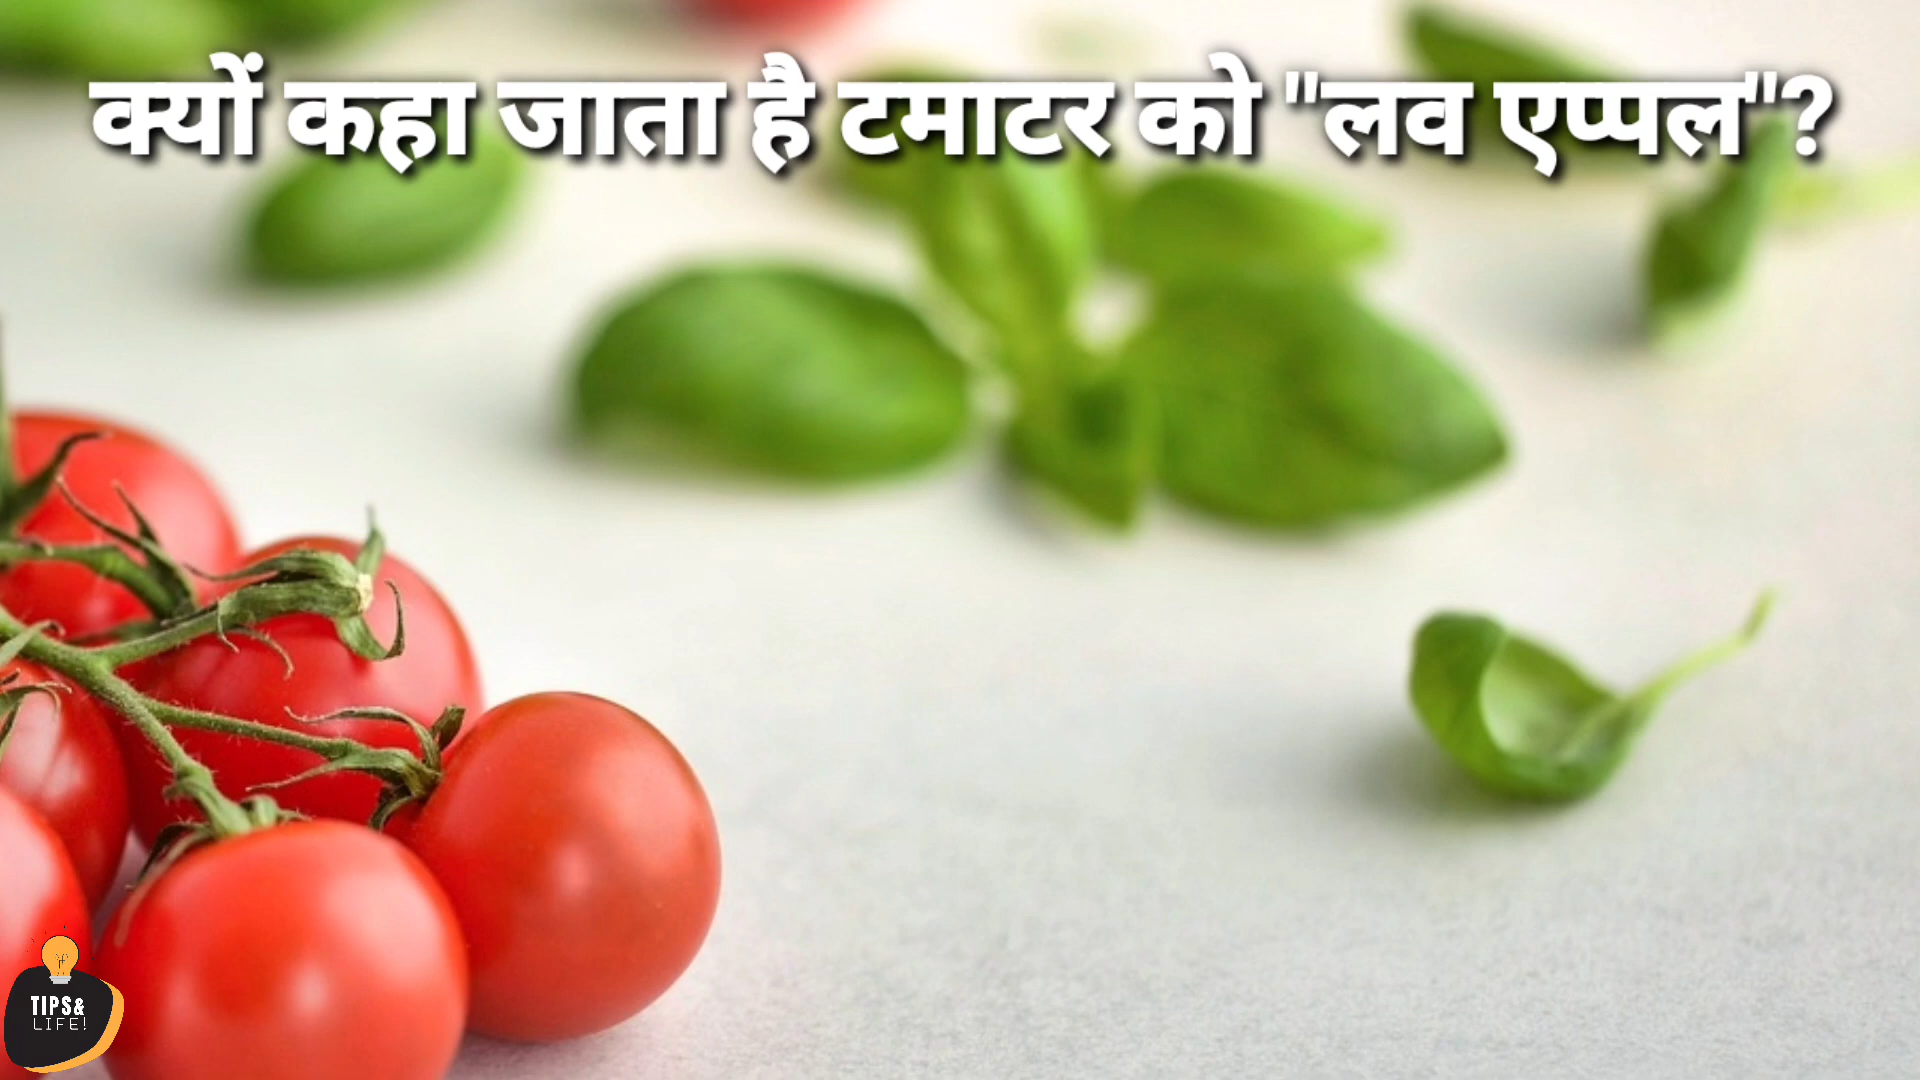 क्यों कहा जाता है टमाटर को "लव एप्पल"?
TIPS&
LIFE!